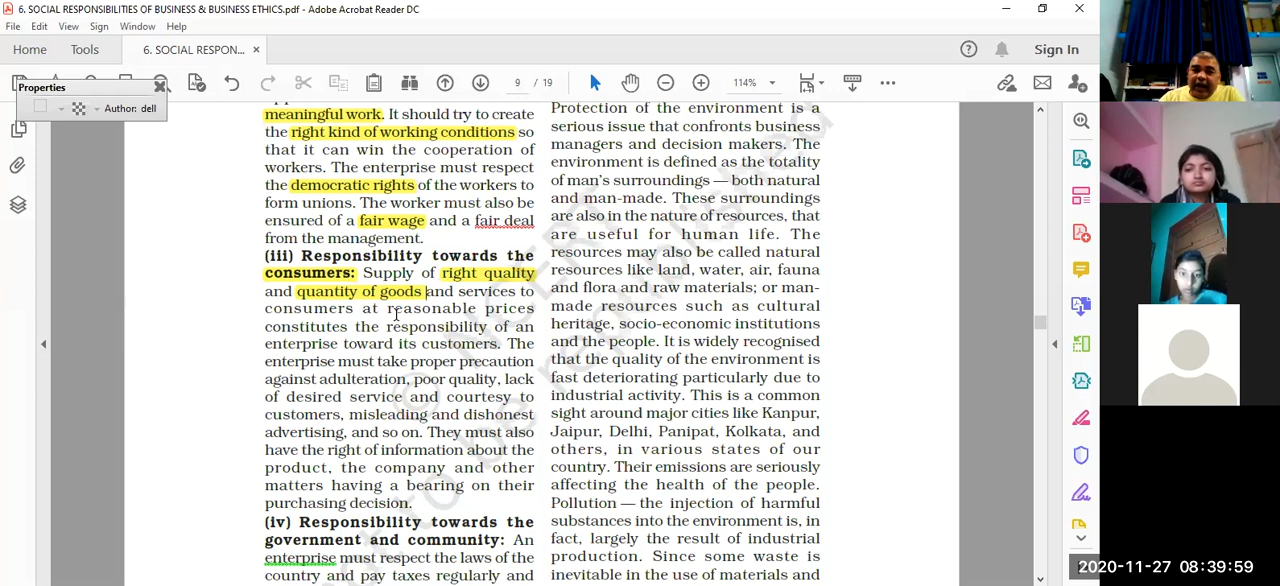 6. SOCIAL RESPONSIBILITIES OF BUSINESS & BUSINESS ETHICS.pdf - Adobe Acrobat Reader DC
File Edit View Sign Window Help
Home Tools 6. SOCIAL RESPON... × Sign In
9 / 19 114%
Properties
Author: dell
meaningful work. It should try to create
the right kind of working conditions so
that it can win the cooperation of
workers. The enterprise must respect
the democratic rights of the workers to
form unions. The worker must also be
ensured of a fair wage and a fair deal
from the management.
(iii) Responsibility towards the
consumers: Supply of right quality
and quantity of goods and services to
consumers at reasonable prices
constitutes the responsibility of an
enterprise toward its customers. The
enterprise must take proper precaution
against adulteration, poor quality, lack
of desired service and courtesy to
customers, misleading and dishonest
advertising, and so on. They must also
have the right of information about the
product, the company and other
matters having a bearing on their
purchasing decision.
(iv) Responsibility towards the
government and community: An
enterprise must respect the laws of the
country and pay taxes regularly and
Protection of the environment is a
serious issue that confronts business
managers and decision makers. The
environment is defined as the totality
of man's surroundings — both natural
and man-made. These surroundings
are also in the nature of resources, that
are useful for human life. The
resources may also be called natural
resources like land, water, air, fauna
and flora and raw materials; or man-
made resources such as cultural
heritage, socio-economic institutions
and the people. It is widely recognised
that the quality of the environment is
fast deteriorating particularly due to
industrial activity. This is a common
sight around major cities like Kanpur,
Jaipur, Delhi, Panipat, Kolkata, and
others, in various states of our
country. Their emissions are seriously
affecting the health of the people.
Pollution — the injection of harmful
substances into the environment is, in
fact, largely the result of industrial
production. Since some waste is
inevitable in the use of materials and
© NCERT
not to be republished
2020-11-27 08:39:59